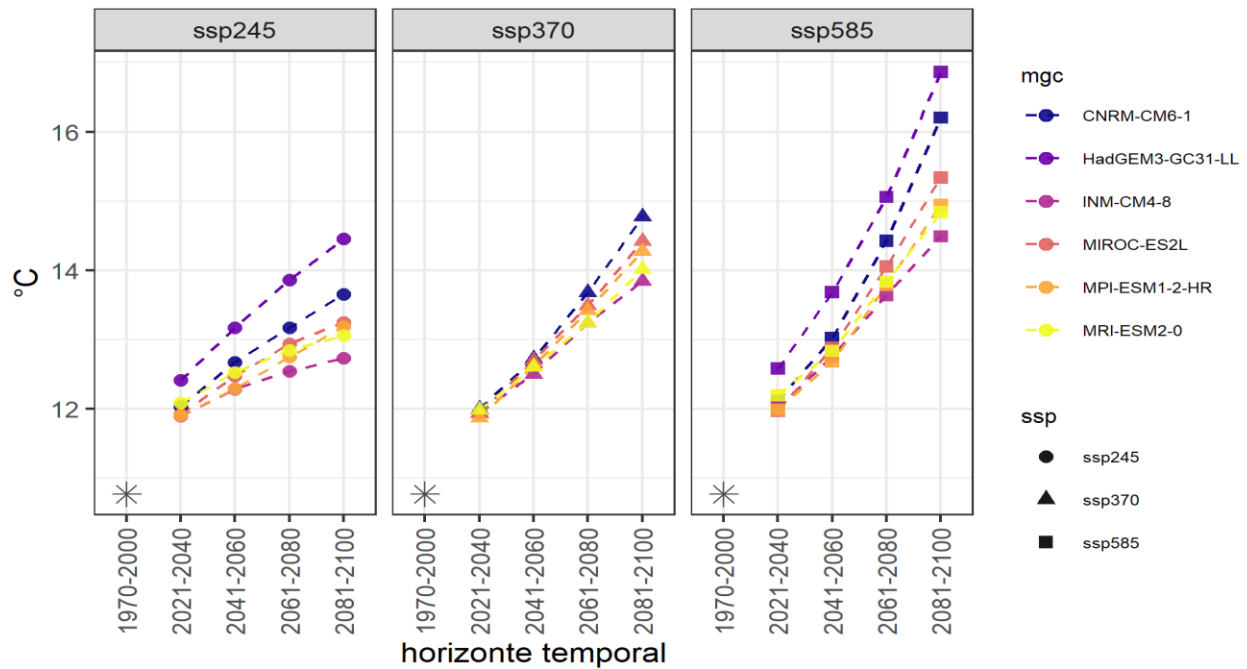 ssp245
ssp370
ssp585
°C
16
14
12
1970-2000
2021-2040
2041-2060
2061-2080
2081-2100
1970-2000
2021-2040
2041-2060
2061-2080
2081-2100
1970-2000
2021-2040
2041-2060
2061-2080
2081-2100
horizonte temporal
mgc
CNRM-CM6-1
HadGEM3-GC31-LL
INM-CM4-8
MIROC-ES2L
MPI-ESM1-2-HR
MRI-ESM2-0
ssp
ssp245
ssp370
ssp585